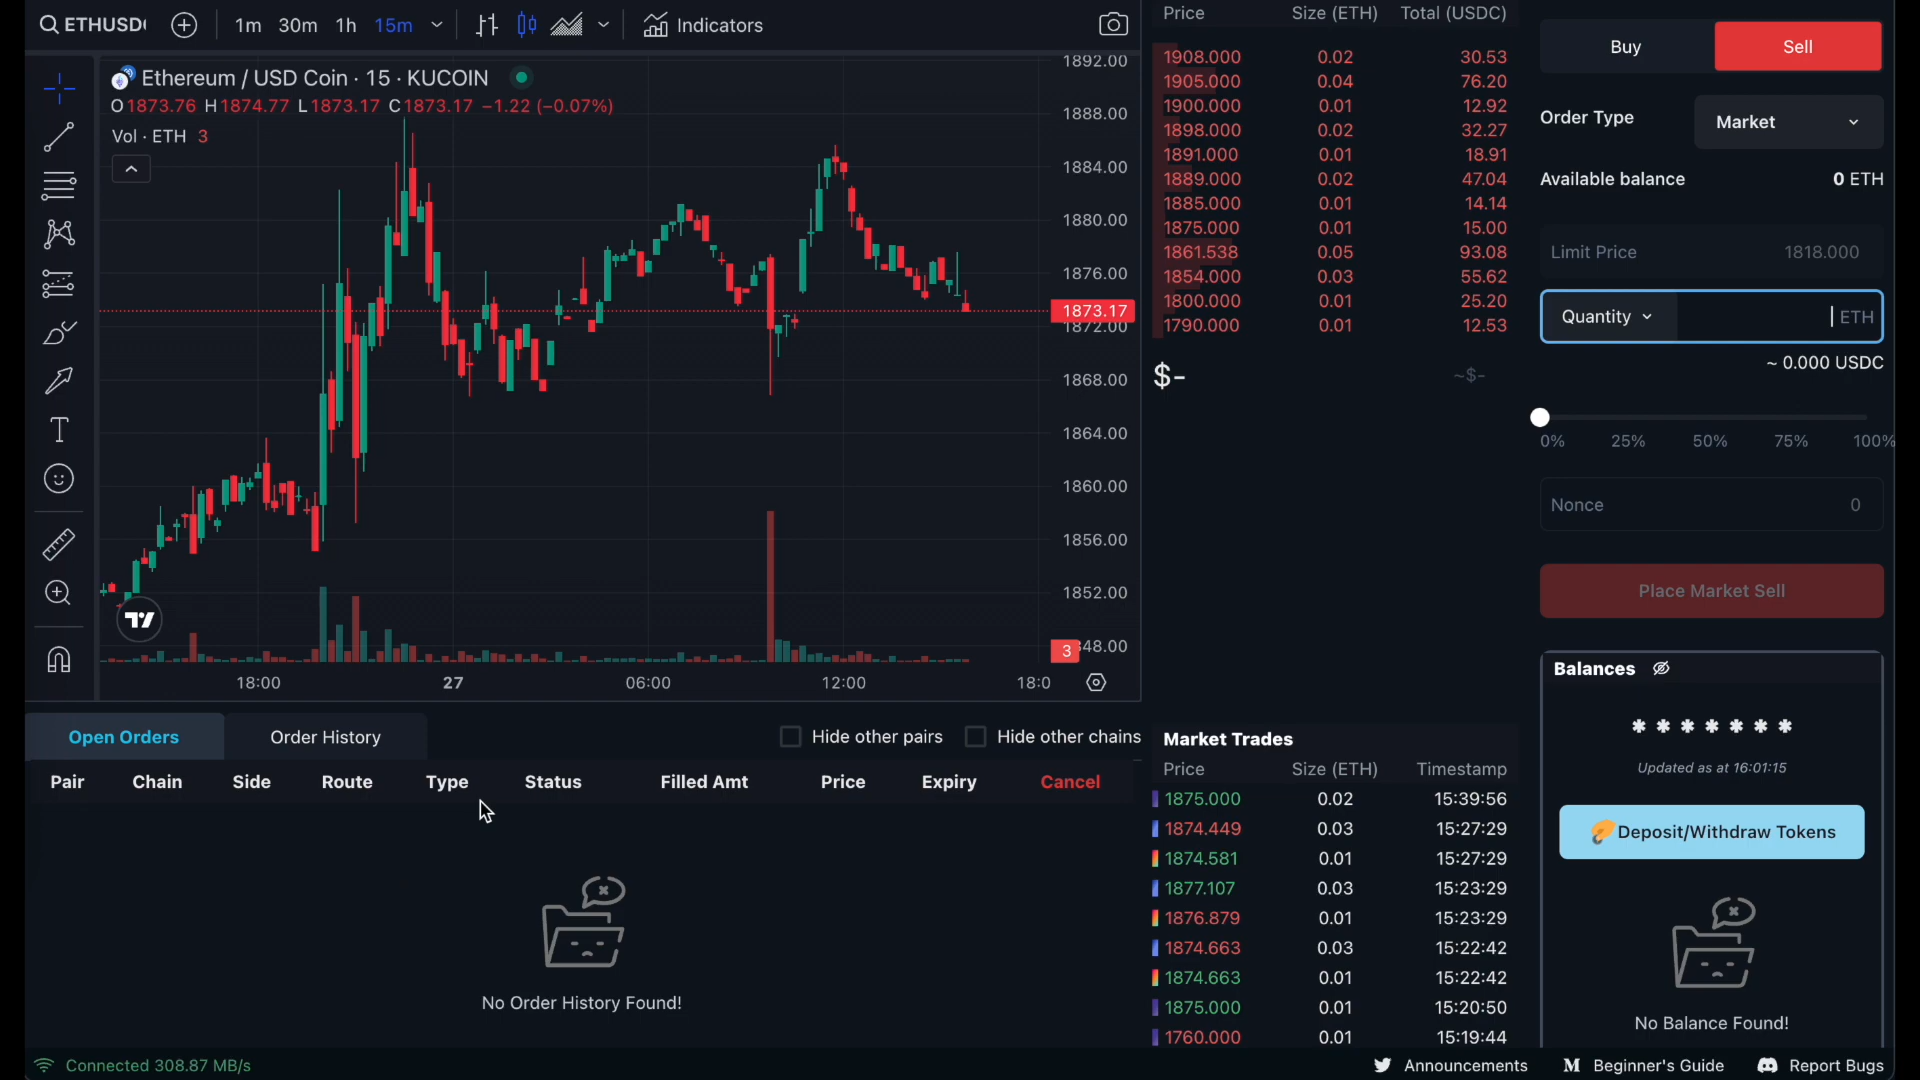 ETHUSD
1m 30m 1h 15m
Indicators
Ethereum / USD Coin · 15 · KUCOIN
O1873.76 H1874.77 L1873.17 C1873.17 −1.22 (−0.07%)
Vol · ETH 3
1892.00
1888.00
1884.00
1880.00
1876.00
1873.17
1872.00
1868.00
1864.00
1860.00
1856.00
1852.00
3
48.00
18:00 27 06:00 12:00 18:0
Price Size (ETH) Total (USDC)
1908.000 0.02 30.53
1905.000 0.04 76.20
1900.000 0.01 12.92
1898.000 0.02 32.27
1891.000 0.01 18.91
1889.000 0.02 47.04
1885.000 0.01 14.14
1875.000 0.01 15.00
1861.538 0.05 93.08
1854.000 0.03 55.62
1800.000 0.01 25.20
1790.000 0.01 12.53
$- ~$-
Market Trades
Price Size (ETH) Timestamp
1875.000 0.02 15:39:56
1874.449 0.03 15:27:29
1874.581 0.01 15:27:29
1877.107 0.03 15:23:29
1876.879 0.01 15:23:29
1874.663 0.03 15:22:42
1874.663 0.01 15:22:42
1875.000 0.01 15:20:50
1760.000 0.01 15:19:44
Buy Sell
Order Type Market
Available balance 0 ETH
Limit Price 1818.000
Quantity ETH
~ 0.000 USDC
0% 25% 50% 75% 100%
Nonce 0
Place Market Sell
Balances
* * * * * * *
Updated as at 16:01:15
Deposit/Withdraw Tokens
No Balance Found!
Open Orders Order History Hide other pairs Hide other chains
Pair Chain Side Route Type Status Filled Amt Price Expiry Cancel
No Order History Found!
Connected 308.87 MB/s
Announcements Beginner's Guide Report Bugs